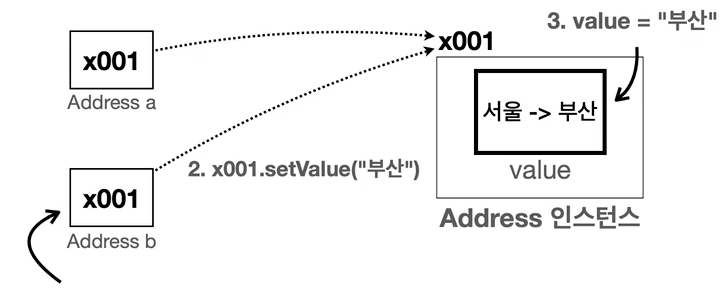 3. value = "부산"
x001
x001
Address a
서울 -> 부산
value
2. x001.setValue("부산")
x001
Address b
Address 인스턴스